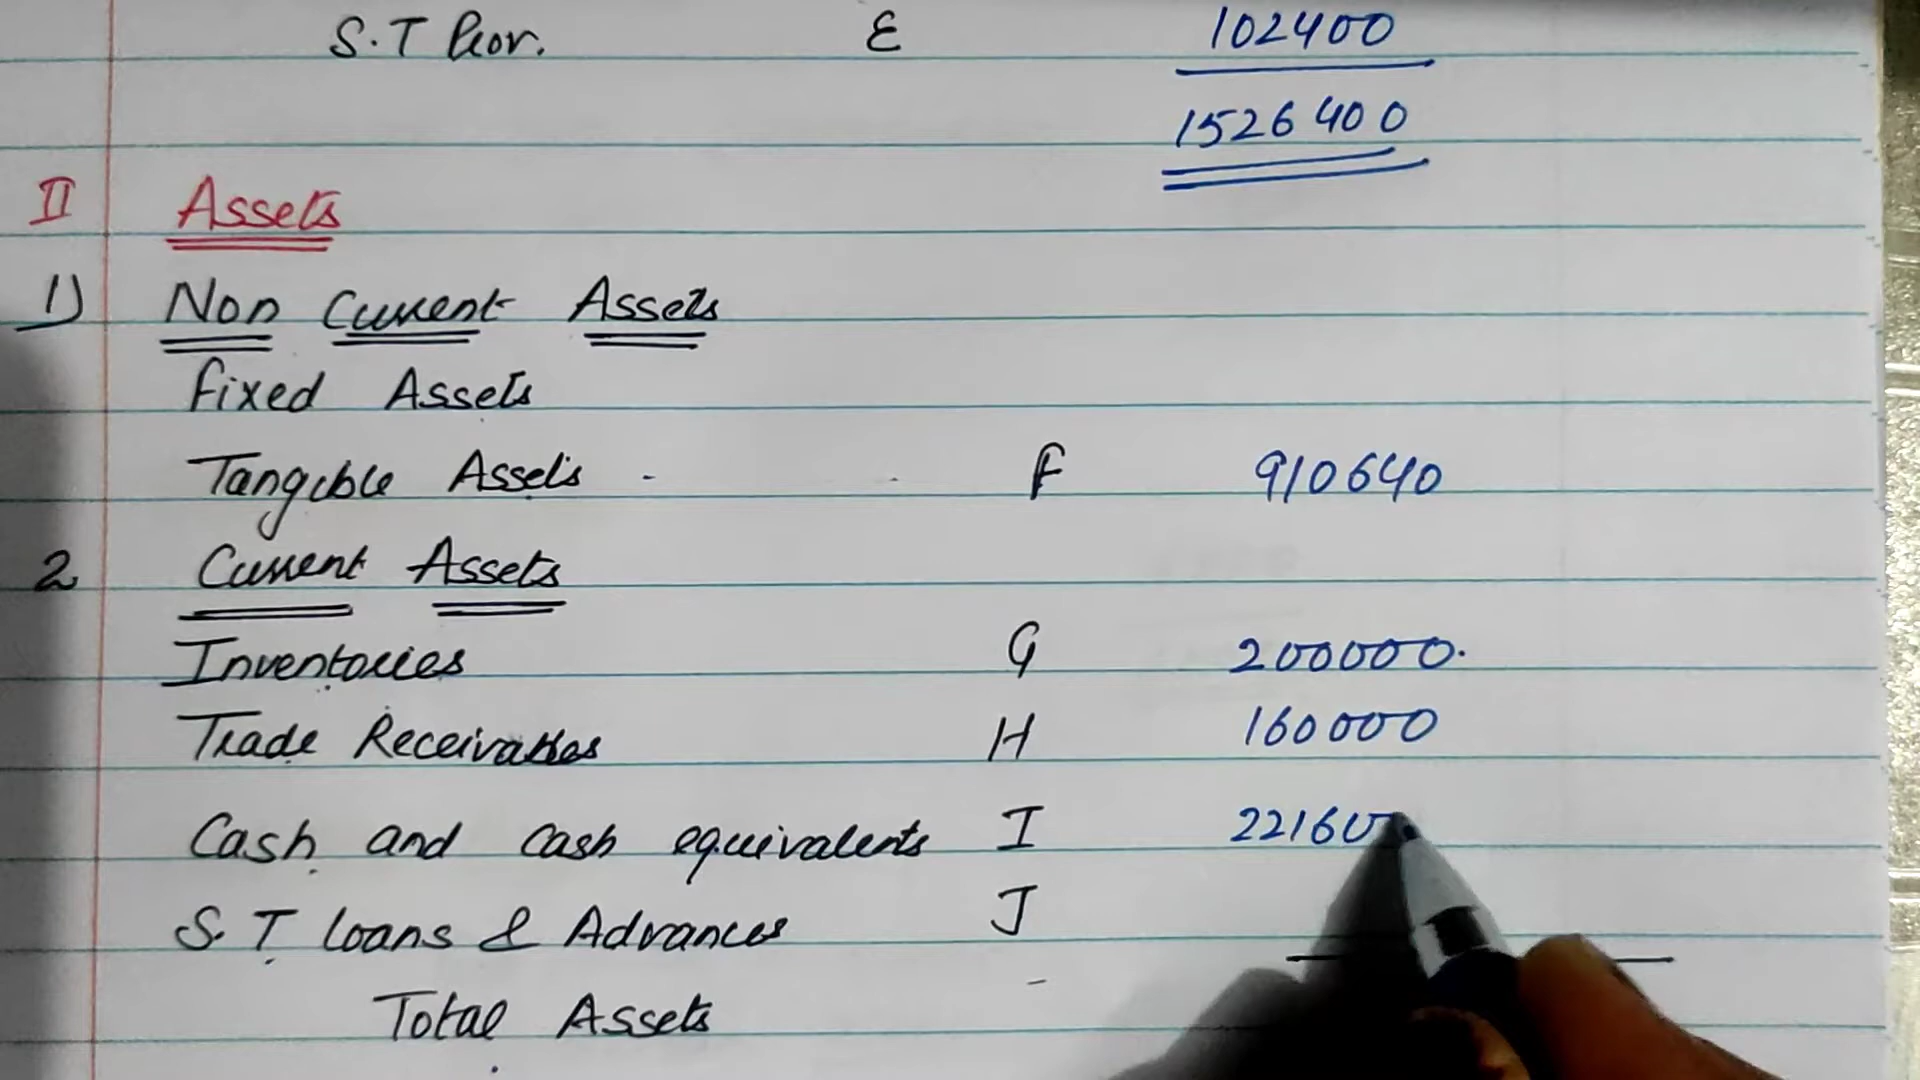 S.T Prov. E 102400
1526400
II Assets
1) Non Current Assets
Fixed Assets
Tangible Assets - F 910640
2 Current Assets
Inventories G 200000.
Trade Receivables H 160000
Cash and cash equivalents I 22160
S.T loans & Advances J
Total Assets